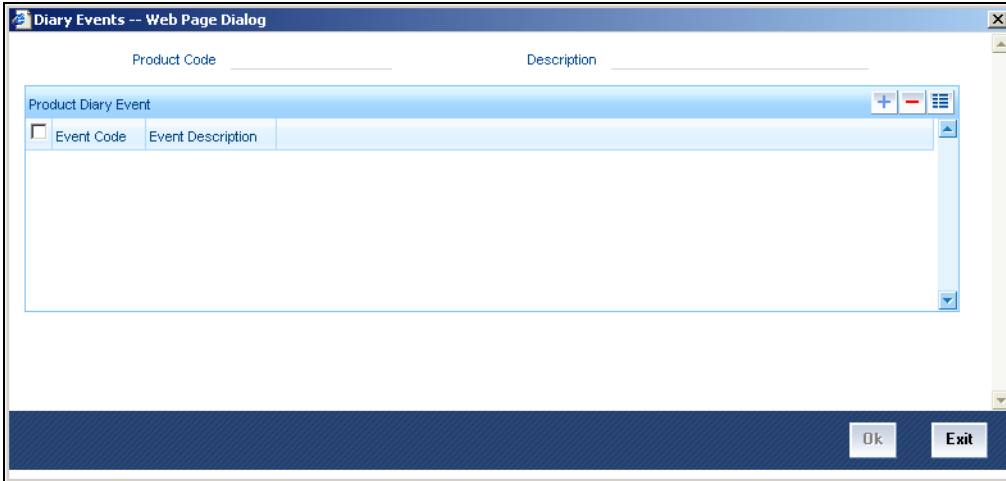 Diary Events -- Web Page Dialog
Product Code Description
Product Diary Event
Event Code Event Description
Ok Exit